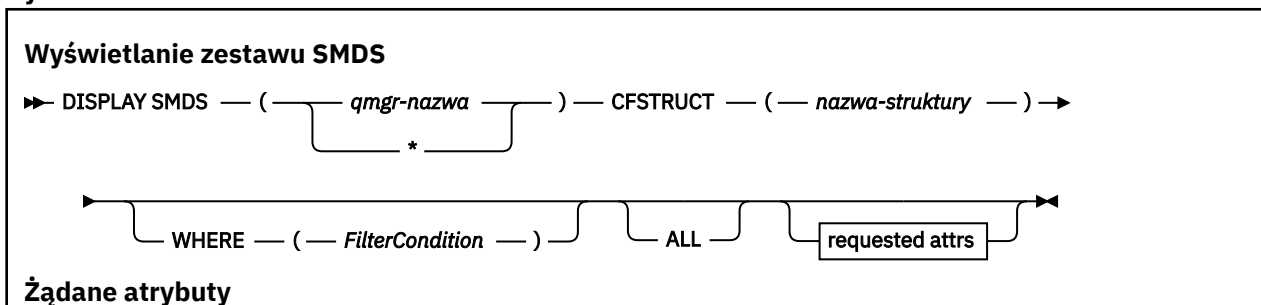 Wyświetlanie zestawu SMDS
DISPLAY SMDS ( qmgr-nazwa ) CFSTRUCT ( nazwa-struktury )
*
WHERE ( FilterCondition ) ALL requested attrs
Żądane atrybuty